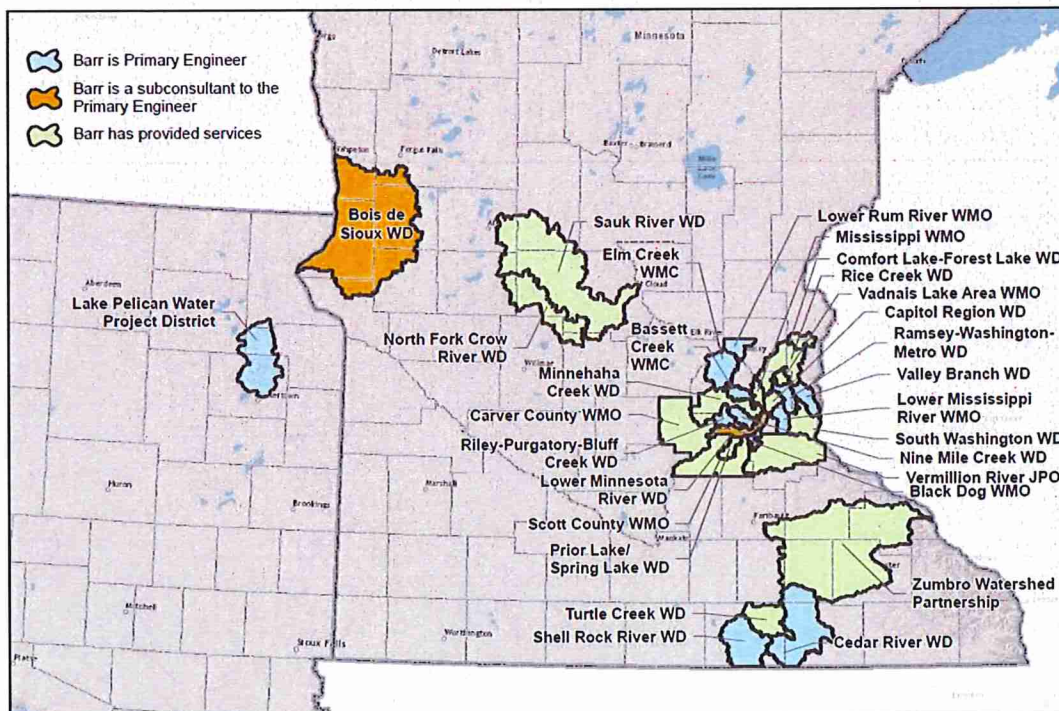 Barr is Primary Engineer
Barr is a subconsultant to the
Primary Engineer
Barr has provided services
Minnesota
Detroit Lakes
Fergus Falls
Baxter
Brainerd
Bois de
Sioux WD
Sauk River WD
Elm Creek
WMC
Lower Rum River WMO
Mississippi WMO
Comfort Lake-Forest Lake WD
Rice Creek WD
Vadnais Lake Area WMO
Capitol Region WD
Ramsey-Washington-
Metro WD
Valley Branch WD
Lower Mississippi
River WMO
South Washington WD
Nine Mile Creek WD
Vermillion River JPO
Black Dog WMO
Aberdeen
Lake Pelican Water
Project District
North Fork Crow
River WD
Willmar
Bassett
Creek
WMC
Minnehaha
Creek WD
Carver County WMO
Riley-Purgatory-Bluff
Creek WD
Lower Minnesota
River WD
Scott County WMO
Prior Lake/
Spring Lake WD
Huron
Brookings
Marshall
Zumbro Watershed
Partnership
Mitchell
Sioux Falls
Worthington
Turtle Creek WD
Shell Rock River WD
Cedar River WD